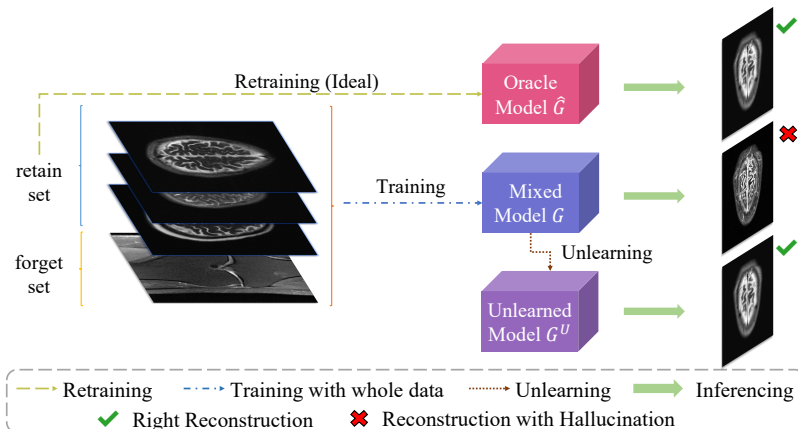 Retraining (Ideal)
Oracle
Model Ĝ
retain
set
Training
Mixed
Model G
Unlearning
forget
set
Unlearned
Model G^U
Retraining
Training with whole data
Unlearning
Inferencing
Right Reconstruction
Reconstruction with Hallucination